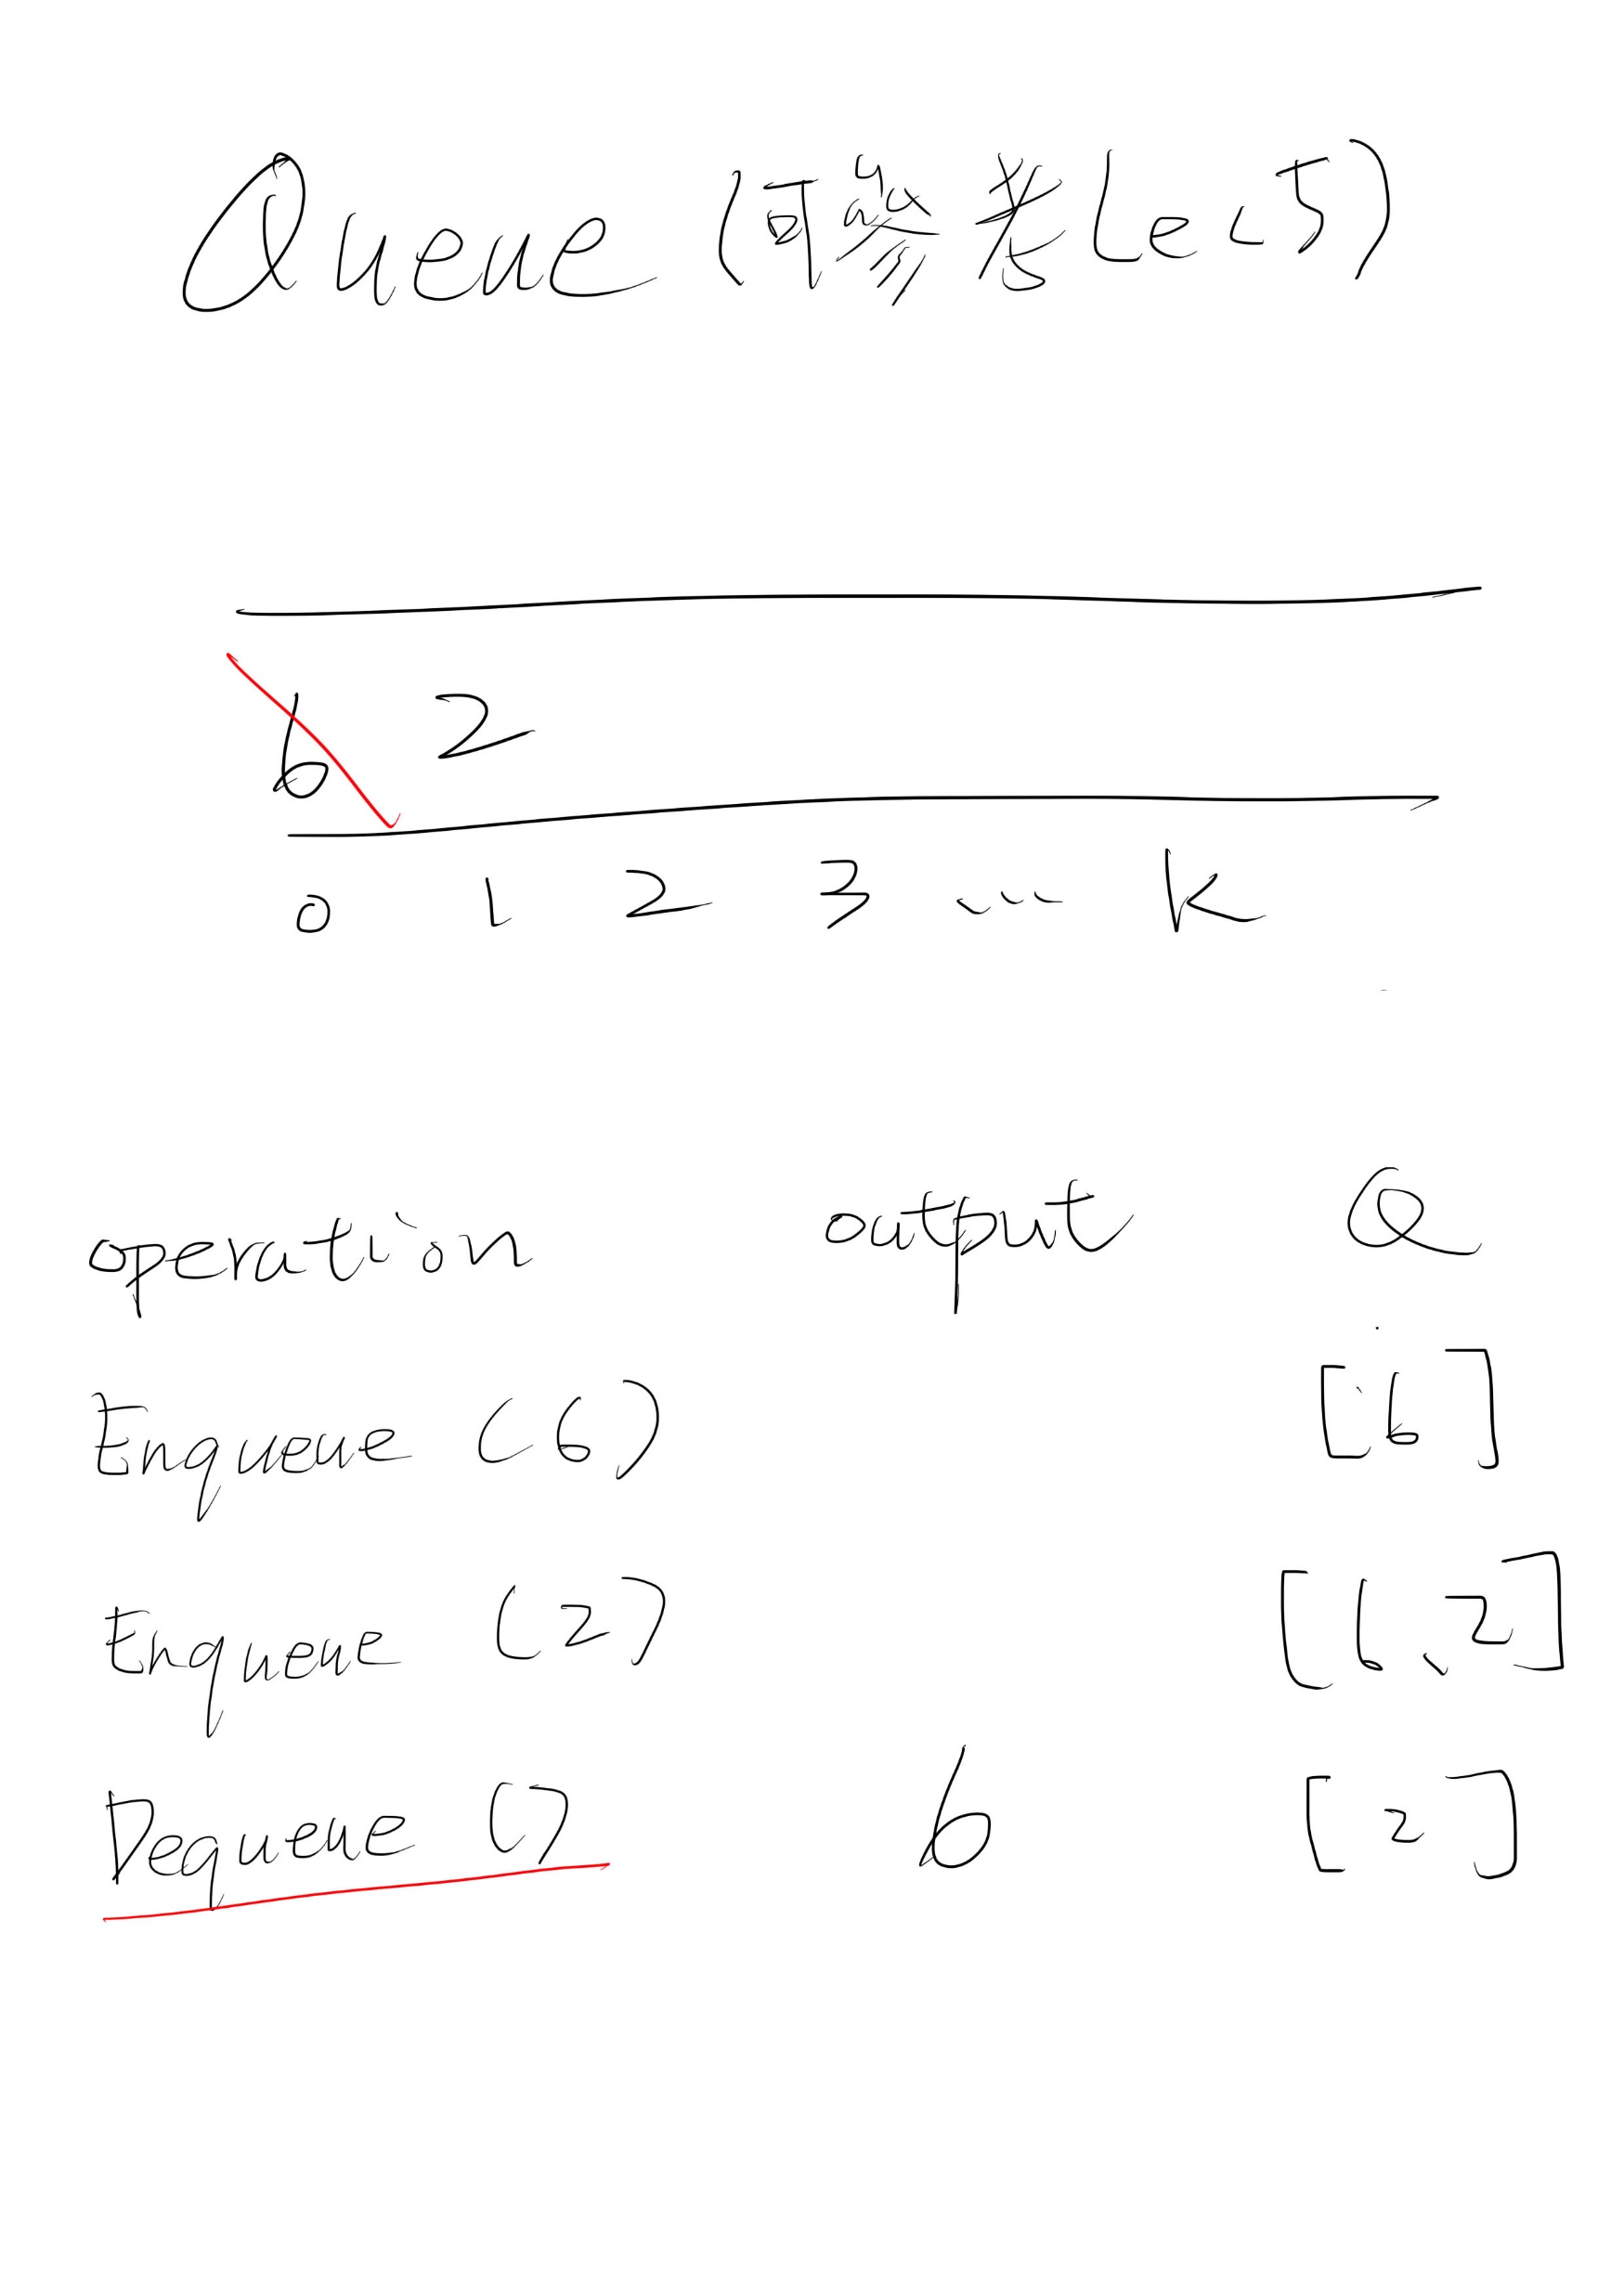 Queue (可参考Lec5)
6 2
0 1 2 3 ... k
operation output Q
Enqueue (6) [6]
Enqueue (2) [6,2]
Dequeue () 6 [2]